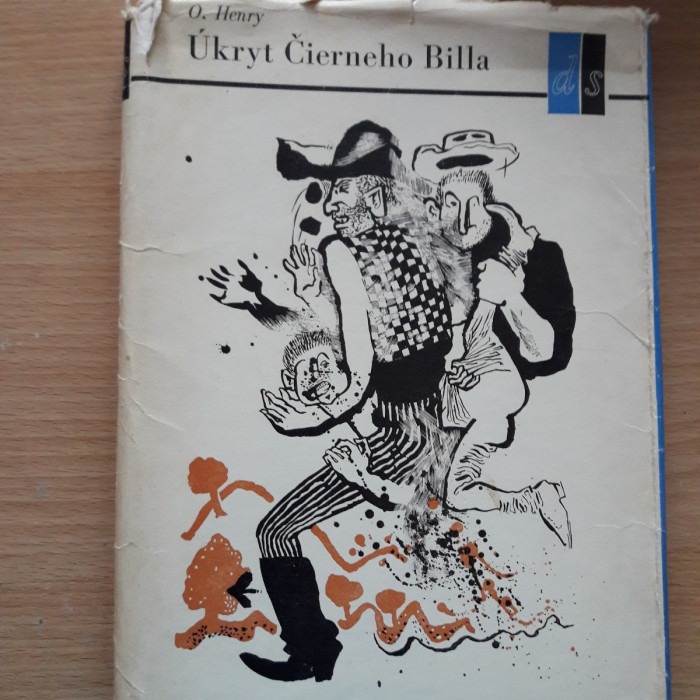 O. Henry
Úkryt Čierneho Billa
ds